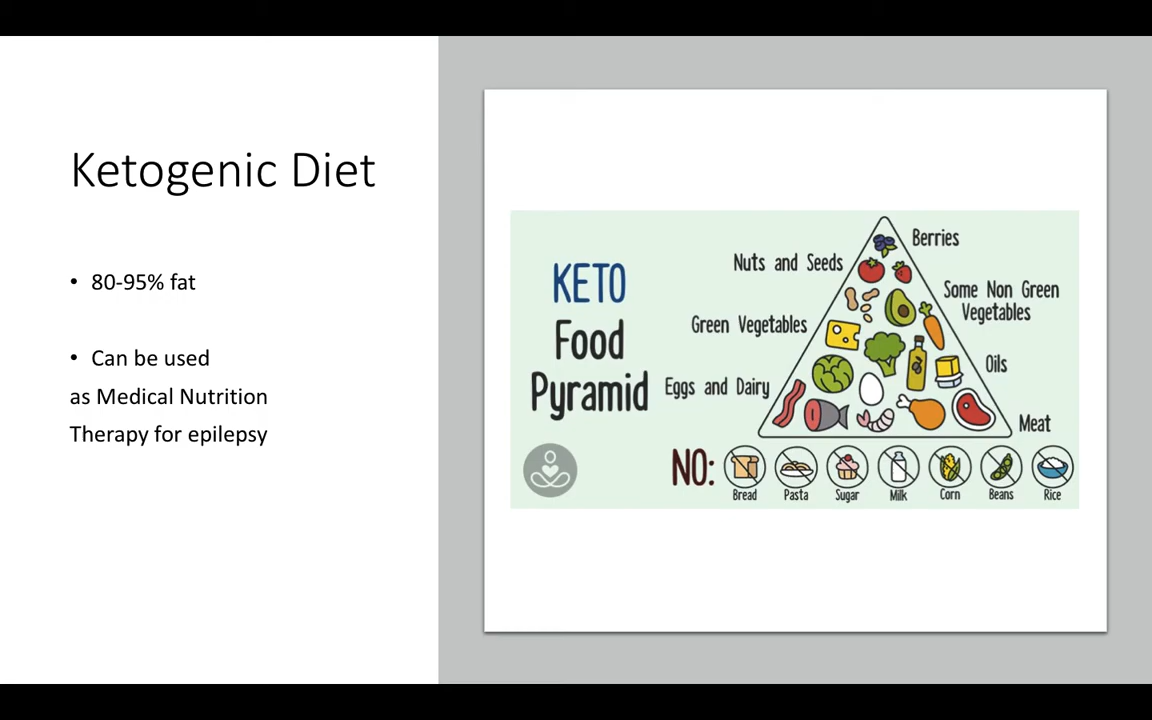 Ketogenic Diet
• 80-95% fat
• Can be used
as Medical Nutrition
Therapy for epilepsy
KETO
Food
Pyramid
Berries
Nuts and Seeds
Some Non Green
Vegetables
Green Vegetables
Oils
Eggs and Dairy
Meat
NO:
Bread
Pasta
Sugar
Milk
Corn
Beans
Rice